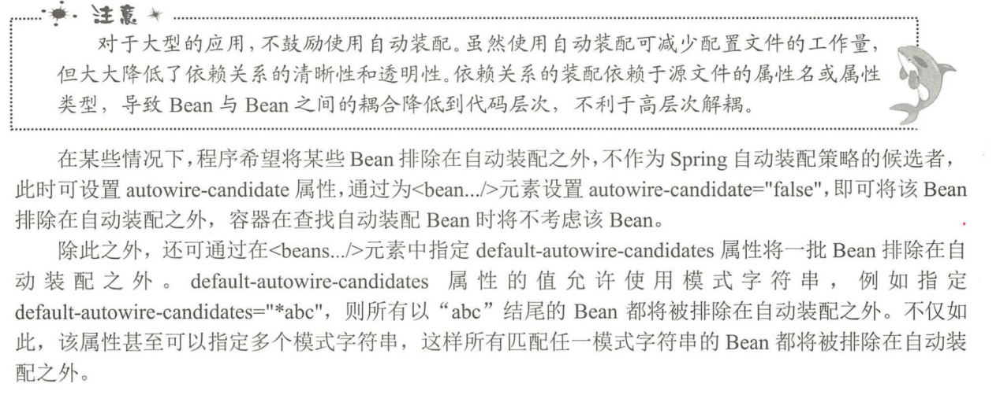 注意
对于大型的应用,不鼓励使用自动装配。虽然使用自动装配可减少配置文件的工作量,
但大大降低了依赖关系的清晰性和透明性。依赖关系的装配依赖于源文件的属性名或属性
类型，导致 Bean 与 Bean 之间的耦合降低到代码层次，不利于高层次解耦。
在某些情况下,程序希望将某些 Bean 排除在自动装配之外,不作为 Spring 自动装配策略的候选者,
此时可设置 autowire-candidate 属性,通过为<bean.../>元素设置 autowire-candidate="false",即可将该 Bean
排除在自动装配之外，容器在查找自动装配 Bean 时将不考虑该 Bean。
除此之外，还可通过在<beans.../>元素中指定 default-autowire-candidates 属性将一批 Bean 排除在自
动装配之外。default-autowire-candidates 属性的值允许使用模式字符串，例如指定
default-autowire-candidates="*abc"，则所有以“abc”结尾的 Bean 都将被排除在自动装配之外。不仅如
此，该属性甚至可以指定多个模式字符串，这样所有匹配任一模式字符串的 Bean 都将被排除在自动装
配之外。